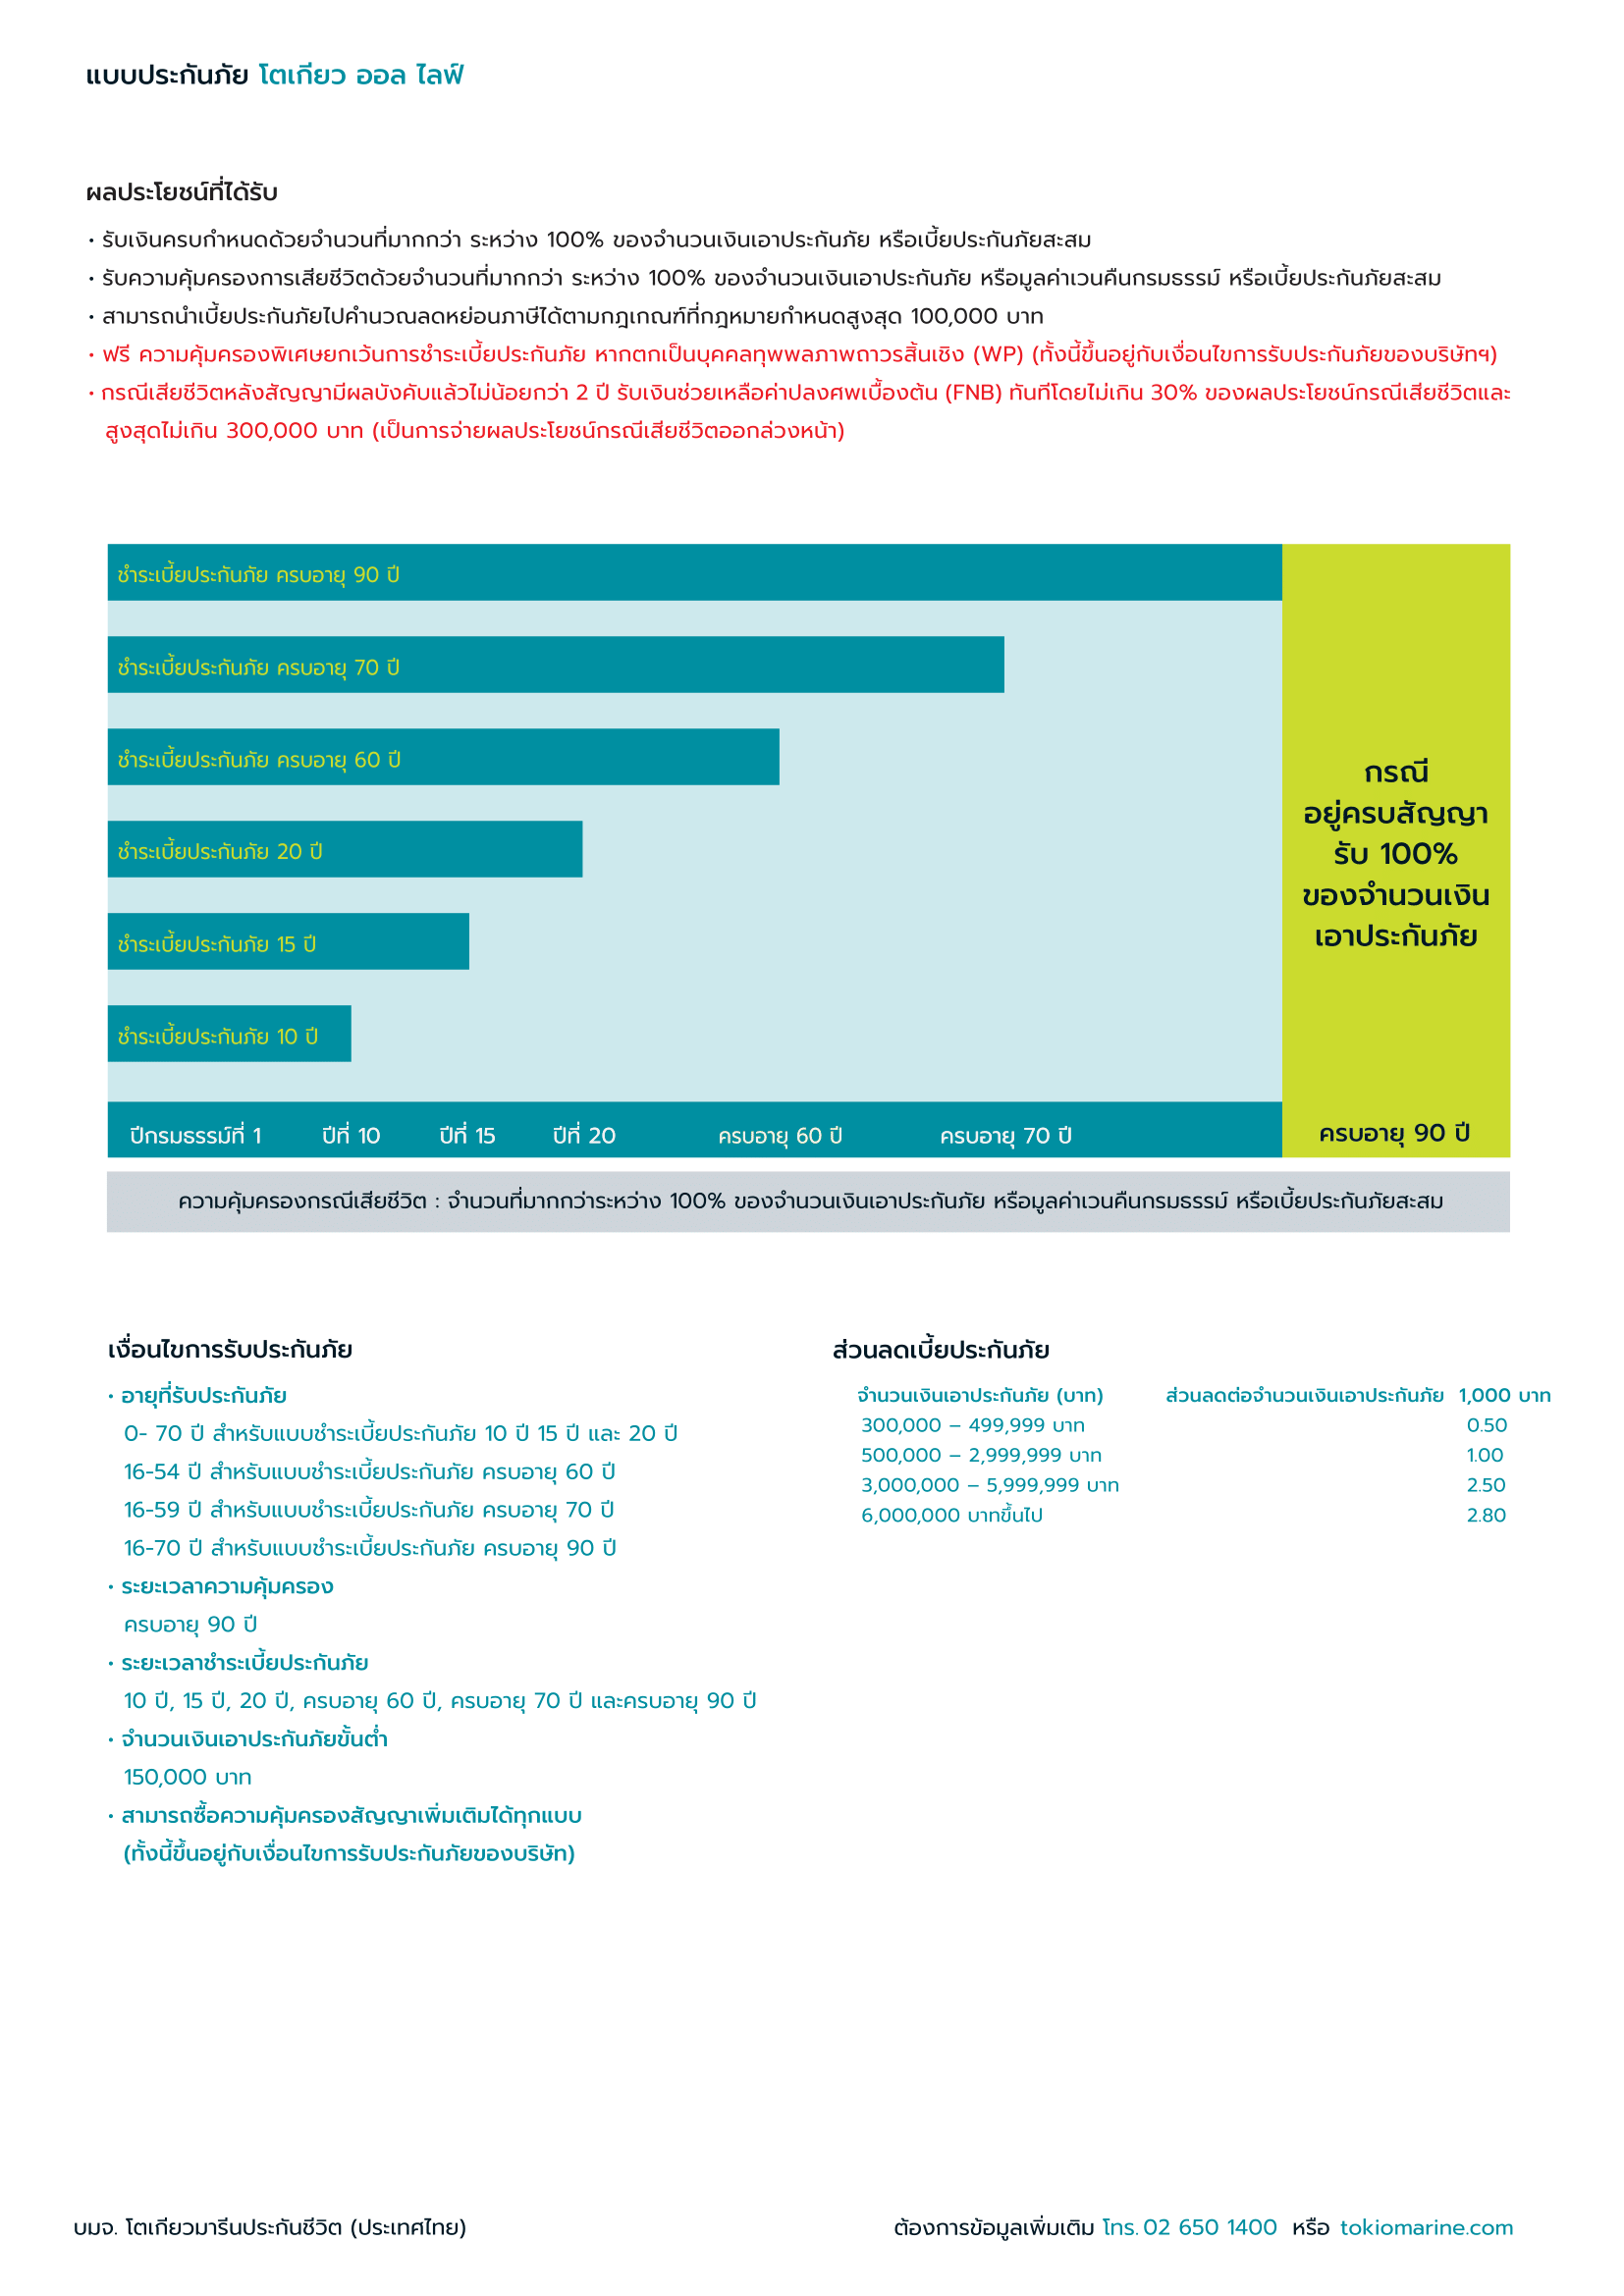 แบบประกันภัย โตเกียว ออล ไลฟ์
ผลประโยชน์ที่ได้รับ
• รับเงินครบกำหนดด้วยจำนวนที่มากกว่า ระหว่าง 100% ของจำนวนเงินเอาประกันภัย หรือเบี้ยประกันภัยสะสม
• รับความคุ้มครองการเสียชีวิตด้วยจำนวนที่มากกว่า ระหว่าง 100% ของจำนวนเงินเอาประกันภัย หรือมูลค่าเวนคืนกรมธรรม์ หรือเบี้ยประกันภัยสะสม
• สามารถนำเบี้ยประกันภัยไปคำนวณลดหย่อนภาษีได้ตามกฎเกณฑ์ที่กฎหมายกำหนดสูงสุด 100,000 บาท
• ฟรี ความคุ้มครองพิเศษยกเว้นการชำระเบี้ยประกันภัย หากตกเป็นบุคคลทุพพลภาพถาวรสิ้นเชิง (WP) (ทั้งนี้ขึ้นอยู่กับเงื่อนไขการรับประกันภัยของบริษัทฯ)
• กรณีเสียชีวิตหลังสัญญามีผลบังคับแล้วไม่น้อยกว่า 2 ปี รับเงินช่วยเหลือค่าปลงศพเบื้องต้น (FNB) ทันทีโดยไม่เกิน 30% ของผลประโยชน์กรณีเสียชีวิตและ
สูงสุดไม่เกิน 300,000 บาท (เป็นการจ่ายผลประโยชน์กรณีเสียชีวิตออกล่วงหน้า)
ชำระเบี้ยประกันภัย ครบอายุ 90 ปี
ชำระเบี้ยประกันภัย ครบอายุ 70 ปี
ชำระเบี้ยประกันภัย ครบอายุ 60 ปี
ชำระเบี้ยประกันภัย 20 ปี
ชำระเบี้ยประกันภัย 15 ปี
ชำระเบี้ยประกันภัย 10 ปี
กรณี
อยู่ครบสัญญา
รับ 100%
ของจำนวนเงิน
เอาประกันภัย
ปีกรมธรรม์ที่ 1 ปีที่ 10 ปีที่ 15 ปีที่ 20 ครบอายุ 60 ปี ครบอายุ 70 ปี ครบอายุ 90 ปี
ความคุ้มครองกรณีเสียชีวิต : จำนวนที่มากกว่าระหว่าง 100% ของจำนวนเงินเอาประกันภัย หรือมูลค่าเวนคืนกรมธรรม์ หรือเบี้ยประกันภัยสะสม
เงื่อนไขการรับประกันภัย
• อายุที่รับประกันภัย
0- 70 ปี สำหรับแบบชำระเบี้ยประกันภัย 10 ปี 15 ปี และ 20 ปี
16-54 ปี สำหรับแบบชำระเบี้ยประกันภัย ครบอายุ 60 ปี
16-59 ปี สำหรับแบบชำระเบี้ยประกันภัย ครบอายุ 70 ปี
16-70 ปี สำหรับแบบชำระเบี้ยประกันภัย ครบอายุ 90 ปี
• ระยะเวลาความคุ้มครอง
ครบอายุ 90 ปี
• ระยะเวลาชำระเบี้ยประกันภัย
10 ปี, 15 ปี, 20 ปี, ครบอายุ 60 ปี, ครบอายุ 70 ปี และครบอายุ 90 ปี
• จำนวนเงินเอาประกันภัยขั้นต่ำ
150,000 บาท
• สามารถซื้อความคุ้มครองสัญญาเพิ่มเติมได้ทุกแบบ
(ทั้งนี้ขึ้นอยู่กับเงื่อนไขการรับประกันภัยของบริษัท)
ส่วนลดเบี้ยประกันภัย
จำนวนเงินเอาประกันภัย (บาท) ส่วนลดต่อจำนวนเงินเอาประกันภัย 1,000 บาท
300,000 – 499,999 บาท 0.50
500,000 – 2,999,999 บาท 1.00
3,000,000 – 5,999,999 บาท 2.50
6,000,000 บาทขึ้นไป 2.80
บมจ. โตเกียวมารีนประกันชีวิต (ประเทศไทย) ต้องการข้อมูลเพิ่มเติม โทร. 02 650 1400 หรือ tokiomarine.com